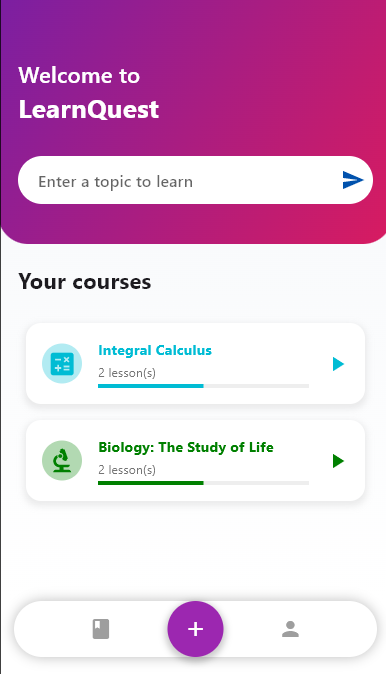 Welcome to
LearnQuest
Enter a topic to learn
Your courses
Integral Calculus
2 lesson(s)
Biology: The Study of Life
2 lesson(s)